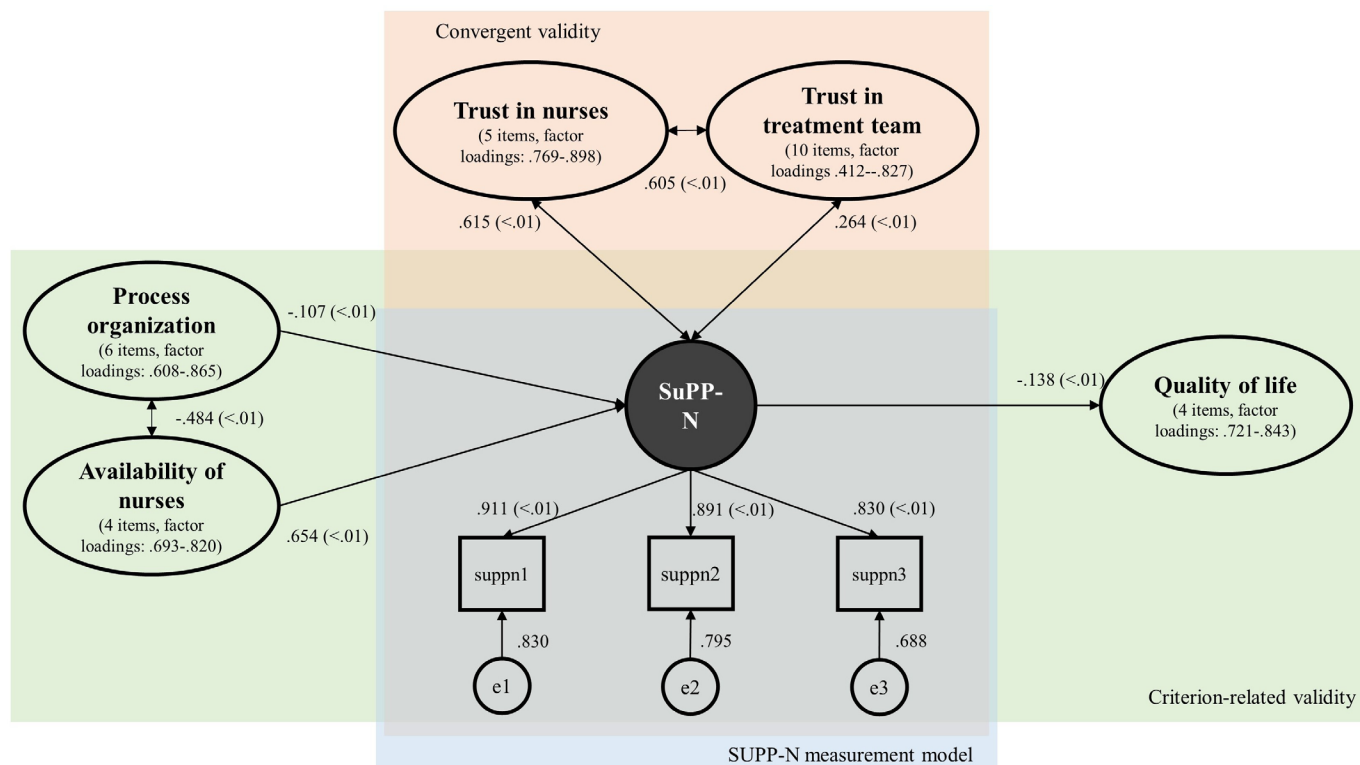 Convergent validity
Trust in nurses
(5 items, factor
loadings: .769-.898)
Trust in
treatment team
(10 items, factor
loadings .412--.827)
.605 (<.01)
.615 (<.01)
.264 (<.01)
Process
organization
(6 items, factor
loadings: .608-.865)
-.107 (<.01)
-.484 (<.01)
Availability of
nurses
(4 items, factor
loadings: .693-.820)
.654 (<.01)
SuPP-
N
-.138 (<.01)
Quality of life
(4 items, factor
loadings: .721-.843)
.911 (<.01)
.891 (<.01)
.830 (<.01)
suppn1
suppn2
suppn3
.830
.795
.688
e1
e2
e3
Criterion-related validity
SUPP-N measurement model